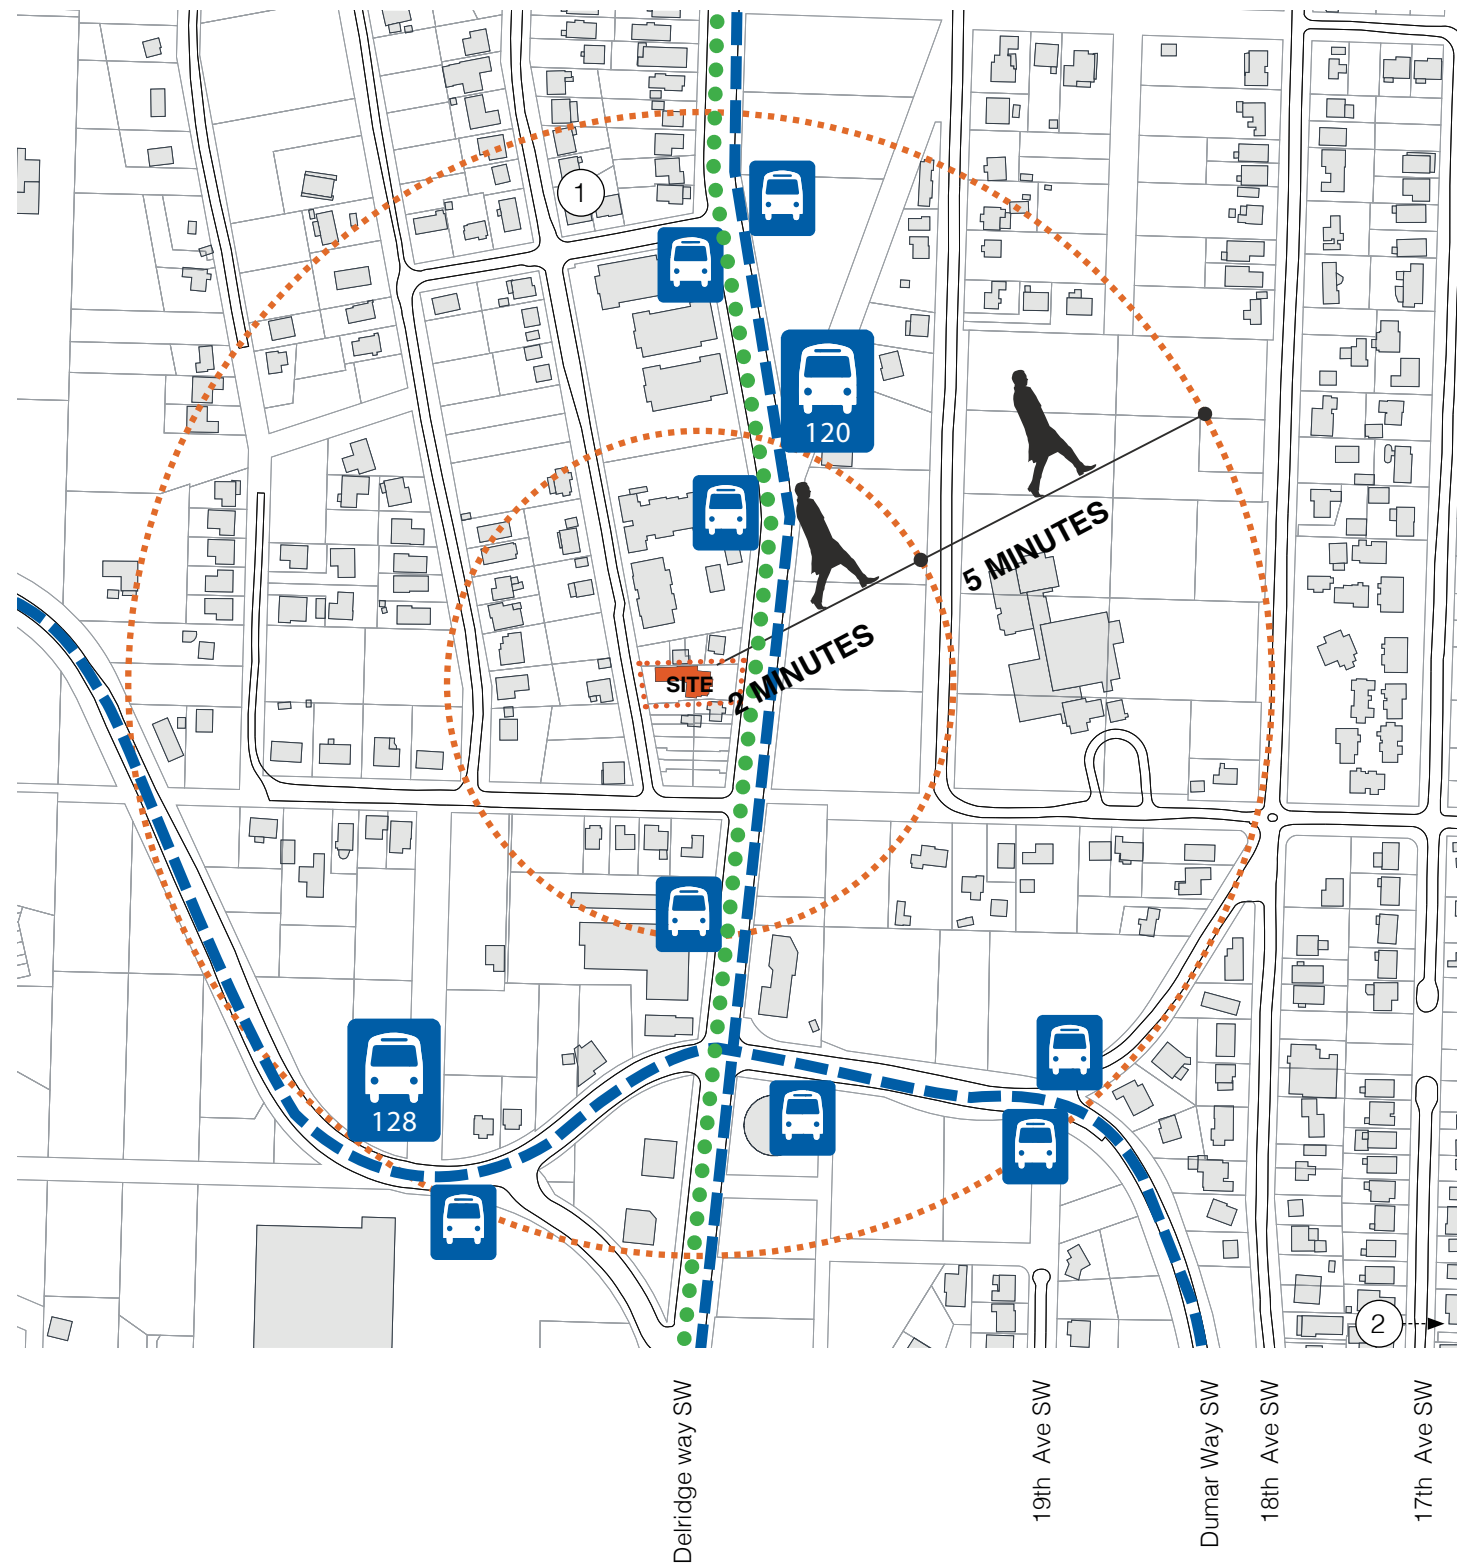 1
120
5 MINUTES
2 MINUTES
SITE
128
2
Delridge way SW
19th Ave SW
Dumar Way SW
18th Ave SW
17th Ave SW